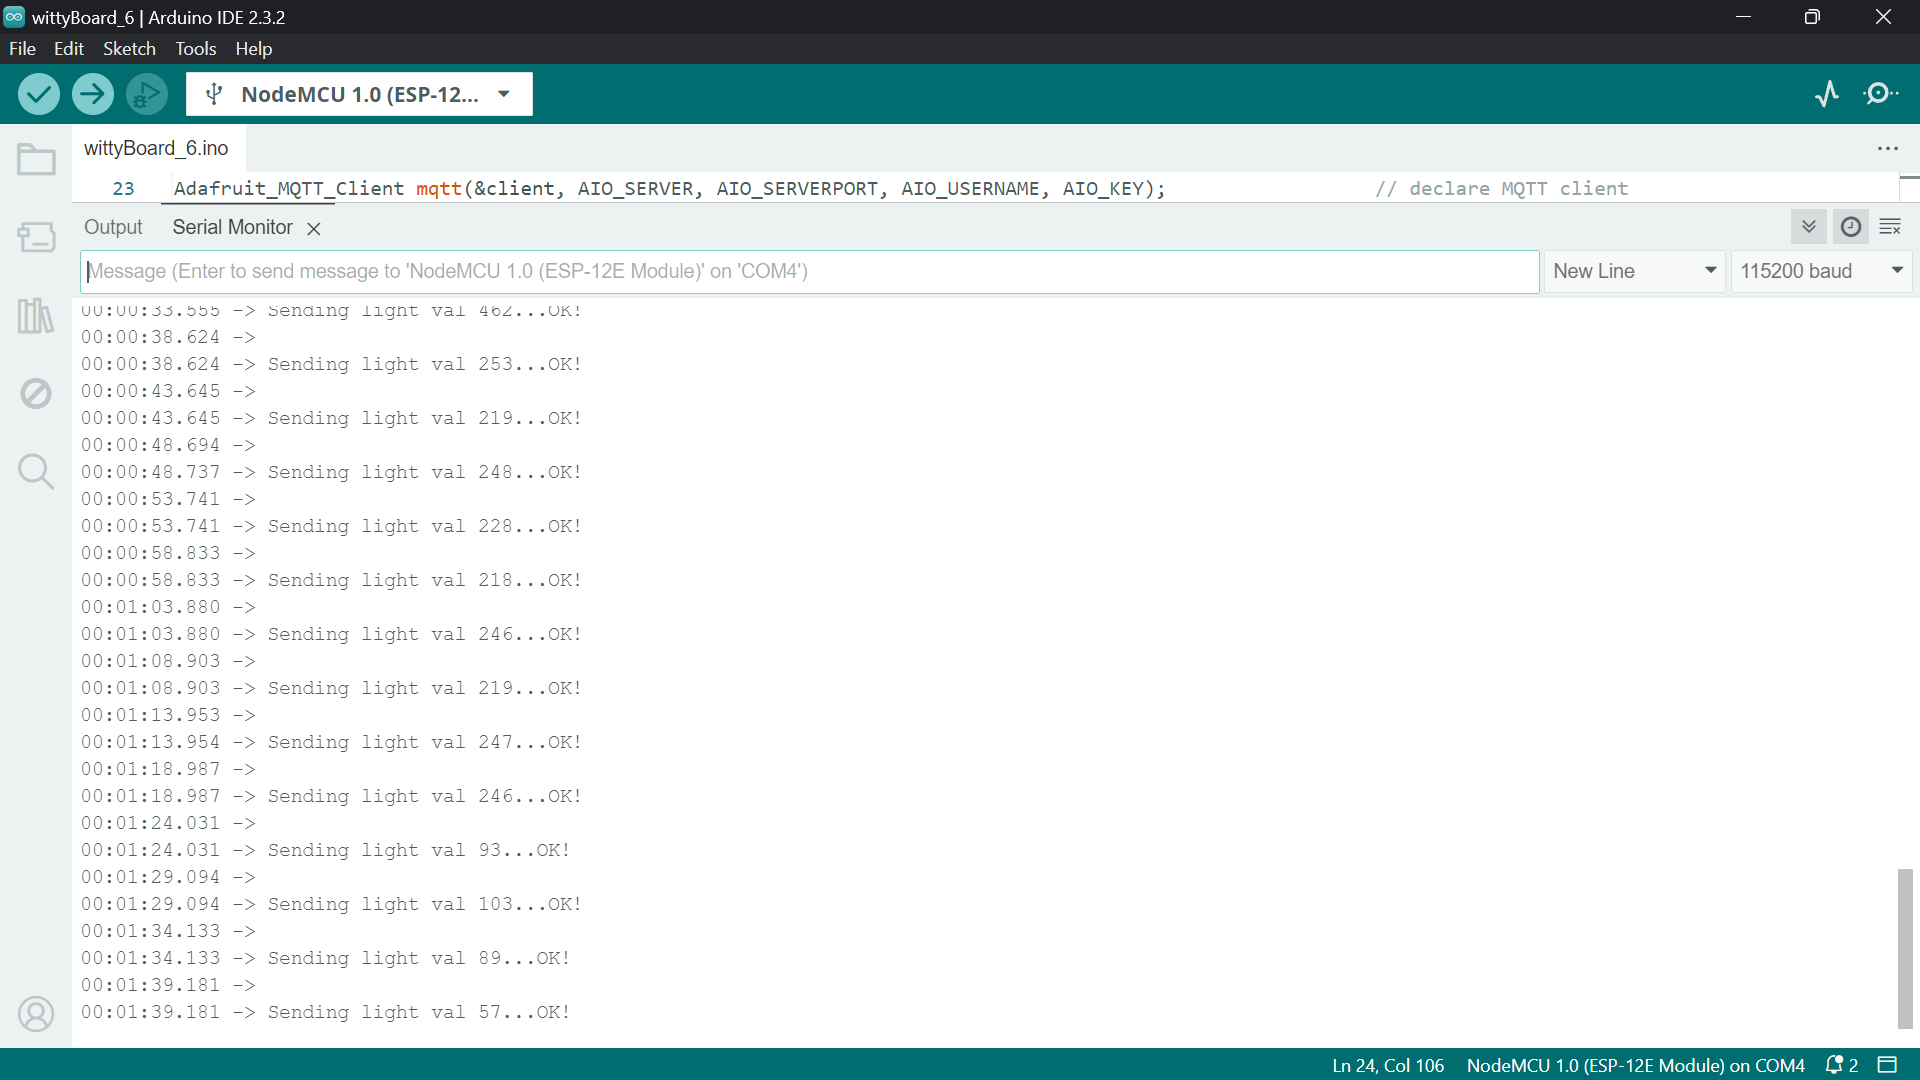 wittyBoard_6 | Arduino IDE 2.3.2
File Edit Sketch Tools Help
NodeMCU 1.0 (ESP-12...
wittyBoard_6.ino
23 Adafruit_MQTT_Client mqtt(&client, AIO_SERVER, AIO_SERVERPORT, AIO_USERNAME, AIO_KEY); // declare MQTT client
Output Serial Monitor
Message (Enter to send message to 'NodeMCU 1.0 (ESP-12E Module)' on 'COM4') New Line 115200 baud
00:00:33.555 -> Sending light val 462...OK!
00:00:38.624 ->
00:00:38.624 -> Sending light val 253...OK!
00:00:43.645 ->
00:00:43.645 -> Sending light val 219...OK!
00:00:48.694 ->
00:00:48.737 -> Sending light val 248...OK!
00:00:53.741 ->
00:00:53.741 -> Sending light val 228...OK!
00:00:58.833 ->
00:00:58.833 -> Sending light val 218...OK!
00:01:03.880 ->
00:01:03.880 -> Sending light val 246...OK!
00:01:08.903 ->
00:01:08.903 -> Sending light val 219...OK!
00:01:13.953 ->
00:01:13.954 -> Sending light val 247...OK!
00:01:18.987 ->
00:01:18.987 -> Sending light val 246...OK!
00:01:24.031 ->
00:01:24.031 -> Sending light val 93...OK!
00:01:29.094 ->
00:01:29.094 -> Sending light val 103...OK!
00:01:34.133 ->
00:01:34.133 -> Sending light val 89...OK!
00:01:39.181 ->
00:01:39.181 -> Sending light val 57...OK!
Ln 24, Col 106 NodeMCU 1.0 (ESP-12E Module) on COM4 2